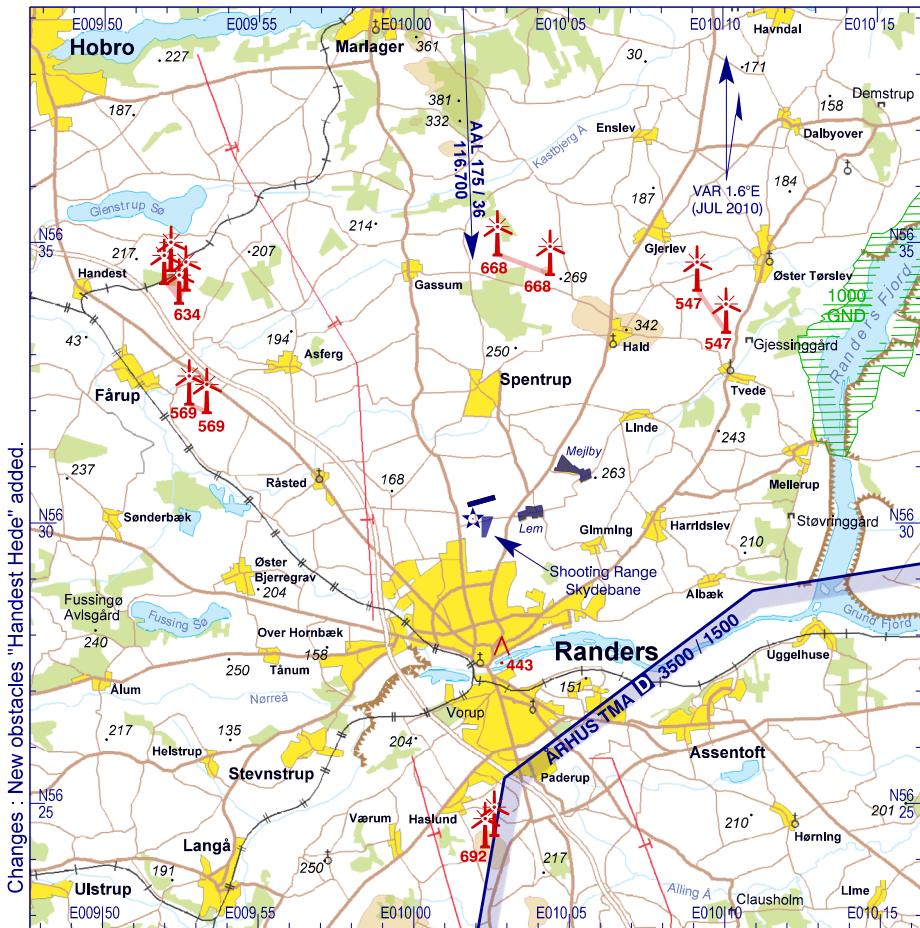 E009 50
E009 55
E010 00
E010 05
E010 10
E010 15
Hobro
227
Mariager
361
30
Havndal
171
187
381
332
158
Demstrup
Enslev
Dalbyover
Kastbjerg Å
AAL 175 / 36
116.700
187
184
VAR 1.6°E
(JUL 2010)
Glenstrup Sø
214
N56
35
217
207
Gjerlev
N56
35
Handest
668
668
269
Gassum
547
Øster Tørslev
634
1000
GND
Randers Fjord
547
43
194
Asferg
342
Hald
Gjessinggård
250
Fårup
Spentrup
Tvede
569
569
LInde
243
237
Mejlby
263
Råsted
168
Mellerup
Sønderbæk
N56
30
Lem
GImmIng
HarrIdslev
Støvringgård
N56
30
210
Øster
Bjerregrav
204
Shooting Range
Skydebane
Albæk
Fussingø
Avlsgård
Fussing Sø
Grund Fjord
240
Over Hornbæk
158
Randers
Uggelhuse
250
Tånum
443
Ålum
151
Nørreå
Vorup
ÅRHUS TMA D 3500 / 1500
217
135
204
Helstrup
Stevnstrup
Assentoft
Paderup
N56
25
N56
25
Værum
Haslund
210
HørnIng
201
Langå
692
250
217
191
Ulstrup
Alling Å
Clausholm
LIme
E009 50
E009 55
E010 00
E010 05
E010 10
E010 15
Changes : New obstacles "Handest Hede" added.